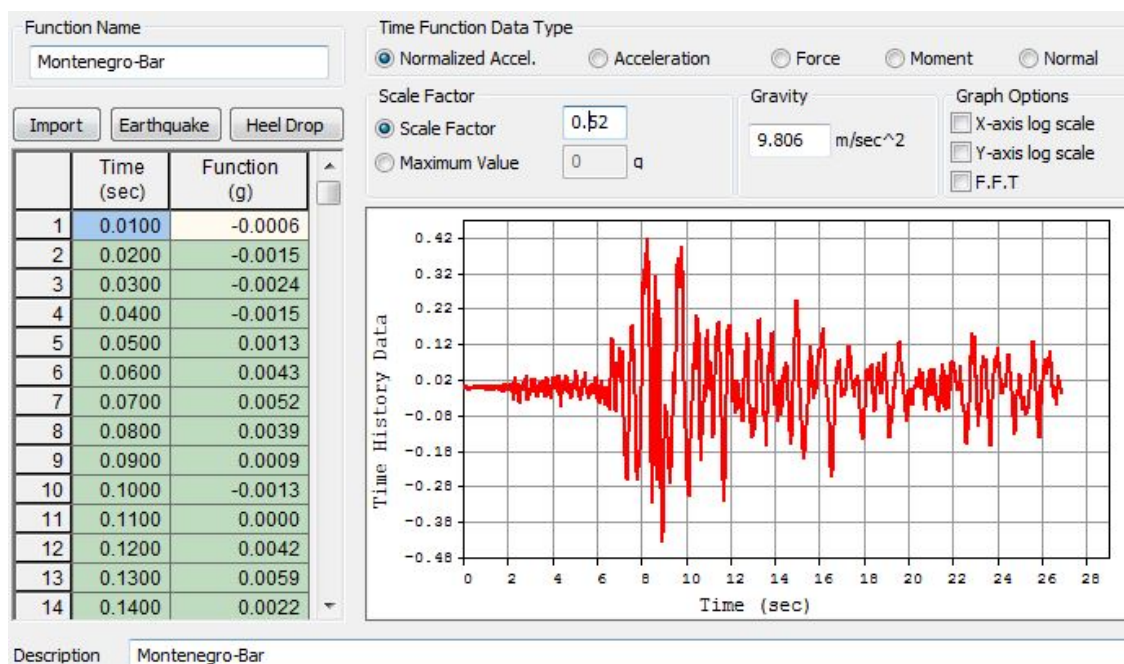 Function Name
Montenegro-Bar
Import Earthquake Heel Drop
Time (sec) Function (g)
1 0.0100 -0.0006
2 0.0200 -0.0015
3 0.0300 -0.0024
4 0.0400 -0.0015
5 0.0500 0.0013
6 0.0600 0.0043
7 0.0700 0.0052
8 0.0800 0.0039
9 0.0900 0.0009
10 0.1000 -0.0013
11 0.1100 0.0000
12 0.1200 0.0042
13 0.1300 0.0059
14 0.1400 0.0022
Time Function Data Type
Normalized Accel. Acceleration Force Moment Normal
Scale Factor
Scale Factor 0.52
Maximum Value 0 g
Gravity
9.806 m/sec^2
Graph Options
X-axis log scale
Y-axis log scale
F.F.T
Time History Data
0.42
0.32
0.22
0.12
0.02
-0.08
-0.18
-0.28
-0.38
-0.48
0 2 4 6 8 10 12 14 16 18 20 22 24 26 28
Time (sec)
Description Montenegro-Bar